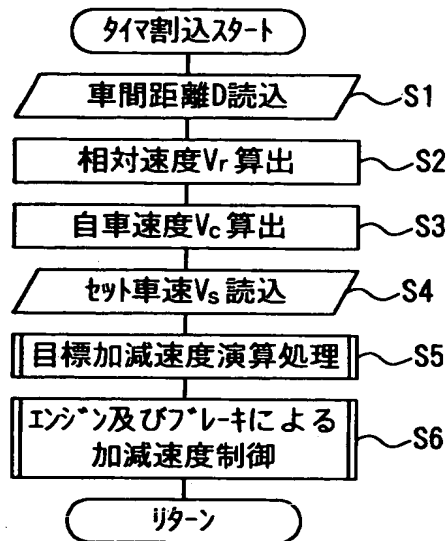 タイマ割込スタート
車間距離D読込
S1
相対速度Vr算出
S2
自車速度Vc算出
S3
セット車速Vs読込
S4
目標加減速度演算処理
S5
エンジン及びブレーキによる
加減速度制御
S6
リターン